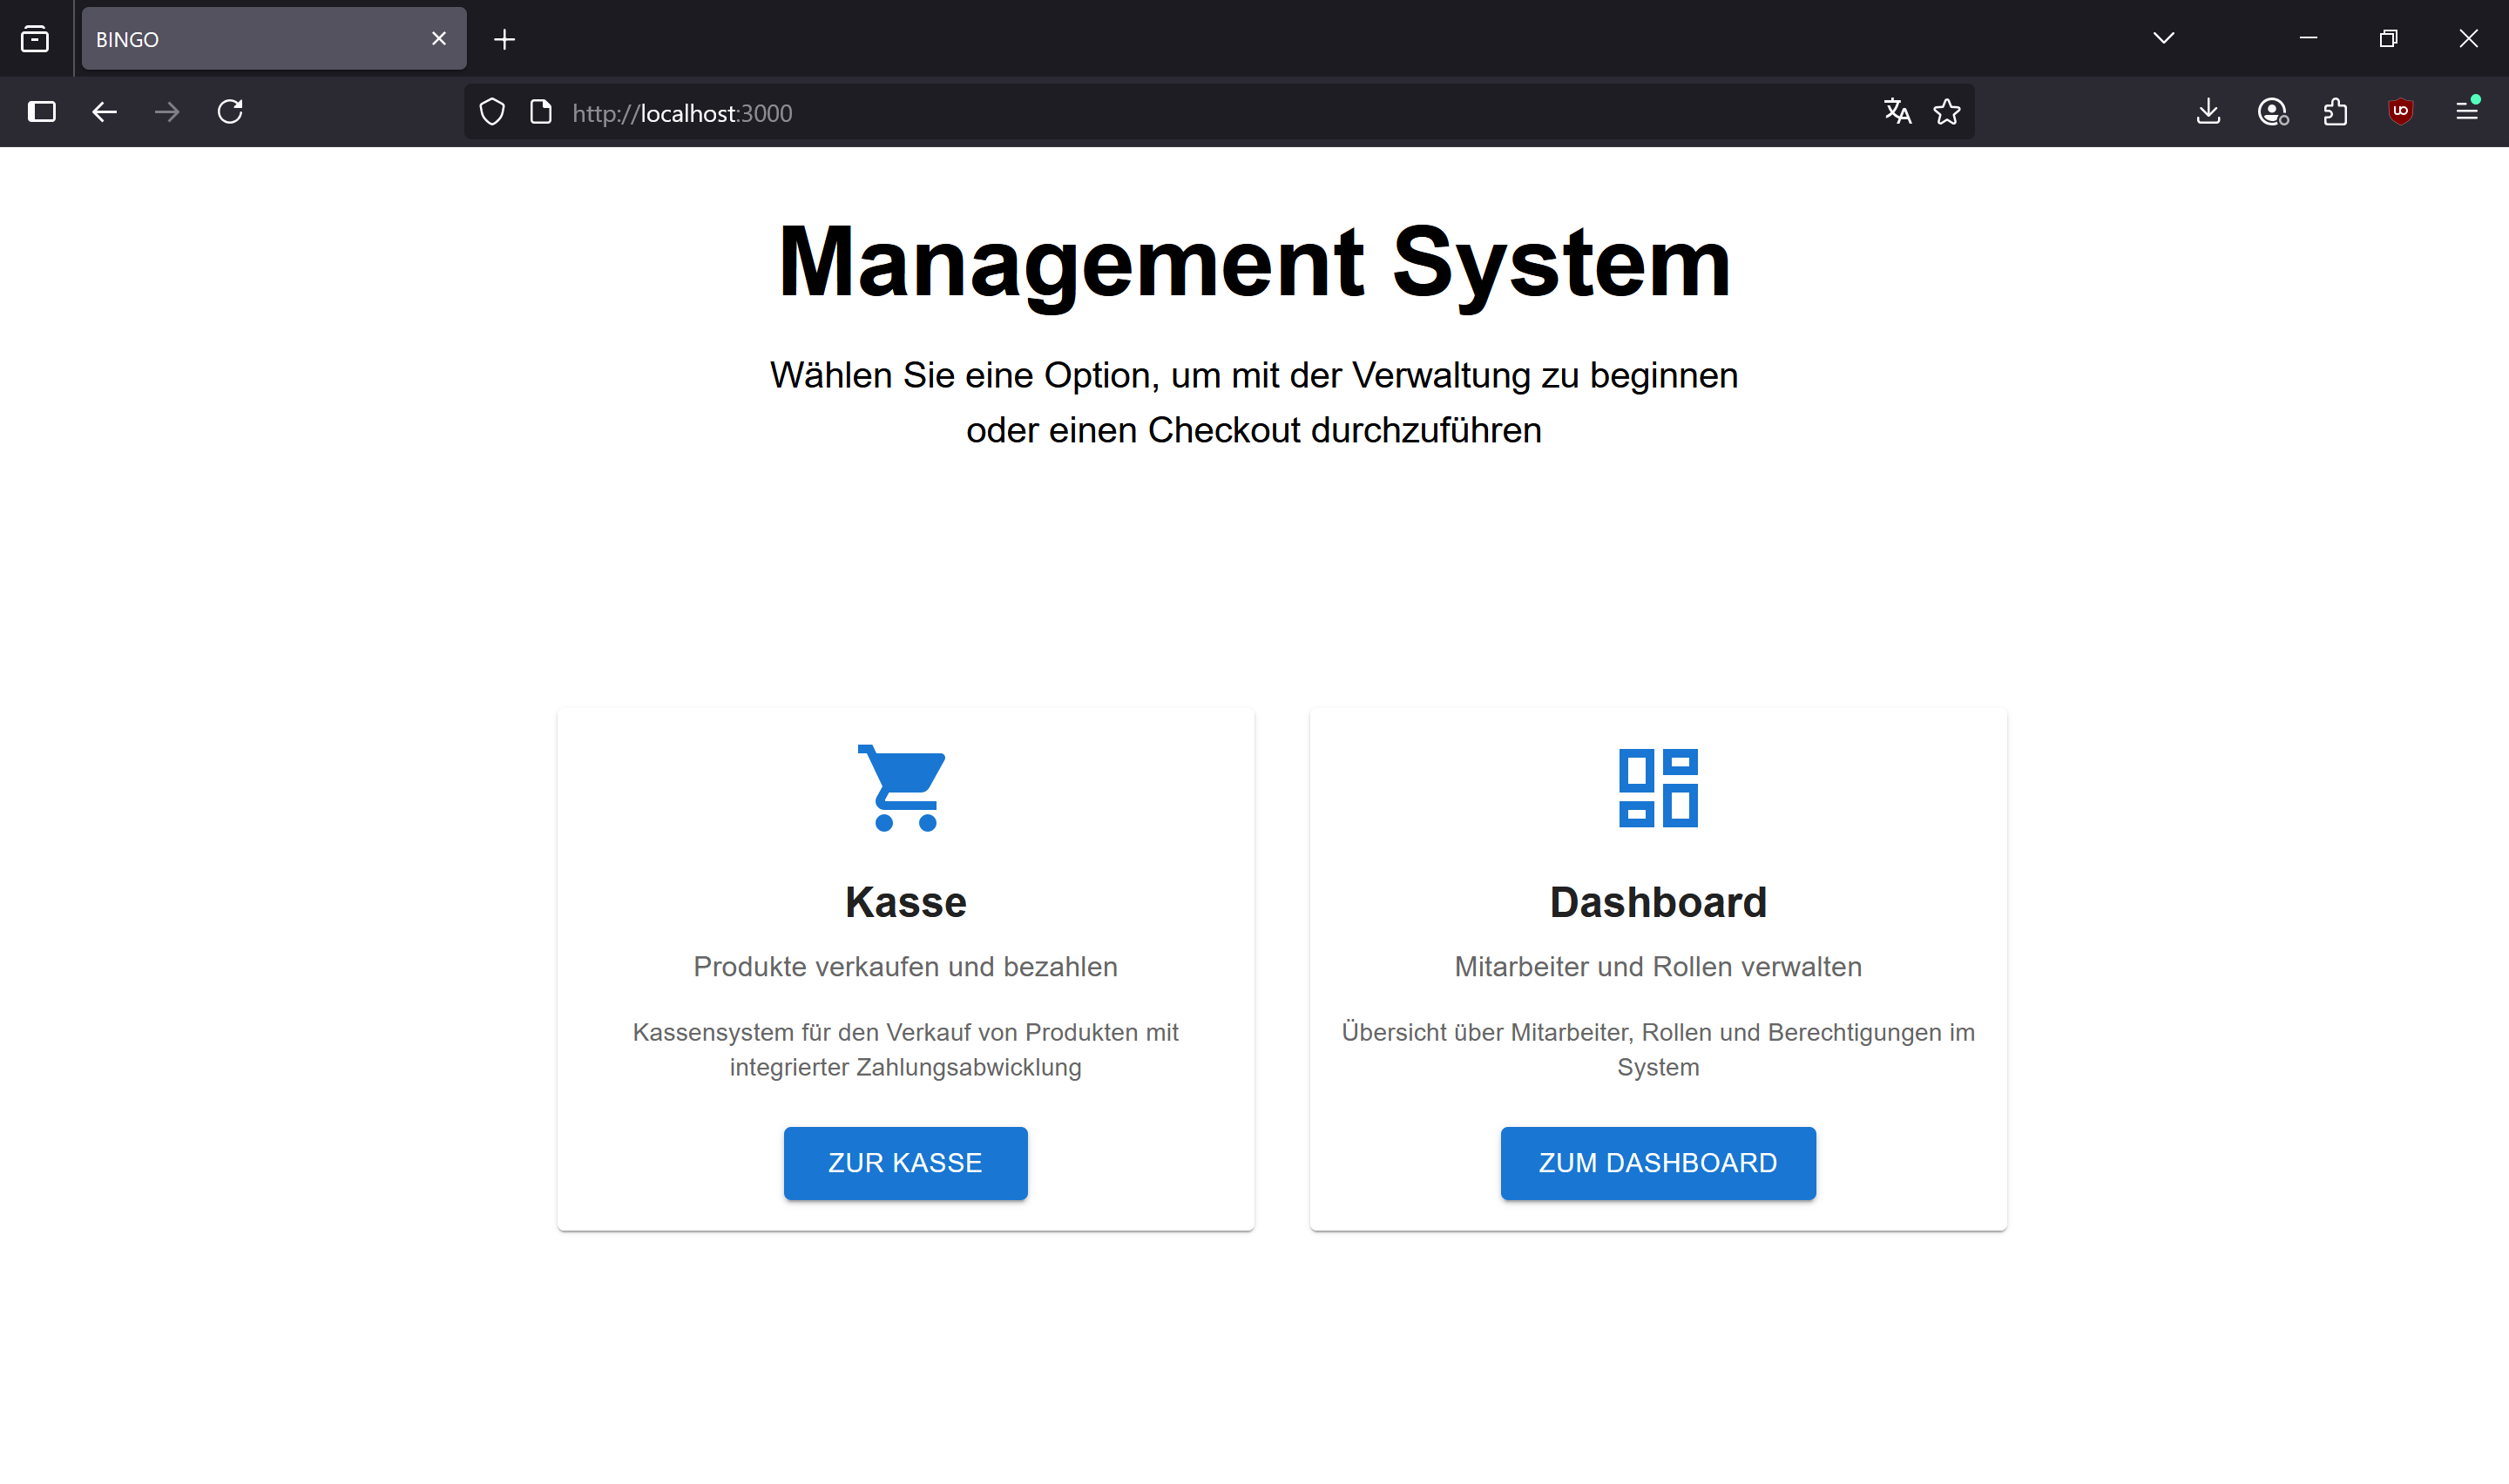 BINGO
http://localhost:3000
Management System
Wählen Sie eine Option, um mit der Verwaltung zu beginnen
oder einen Checkout durchzuführen
Kasse
Produkte verkaufen und bezahlen
Kassensystem für den Verkauf von Produkten mit
integrierter Zahlungsabwicklung
ZUR KASSE
Dashboard
Mitarbeiter und Rollen verwalten
Übersicht über Mitarbeiter, Rollen und Berechtigungen im
System
ZUM DASHBOARD